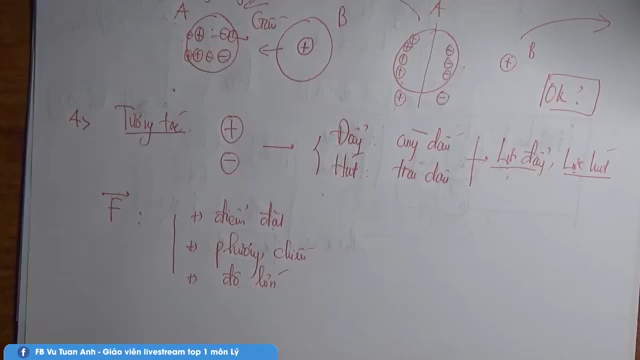 A
Gần
B
A
B
OK?
4> Tương tác
⊕
⊖
Đẩy: cùng dấu
Hút: trái dấu
Lực đẩy, Lực hút
F:
+ điểm đặt
+ phương, chiều
+ độ lớn
FB Vu Tuan Anh - Giáo viên livestream top 1 môn Lý